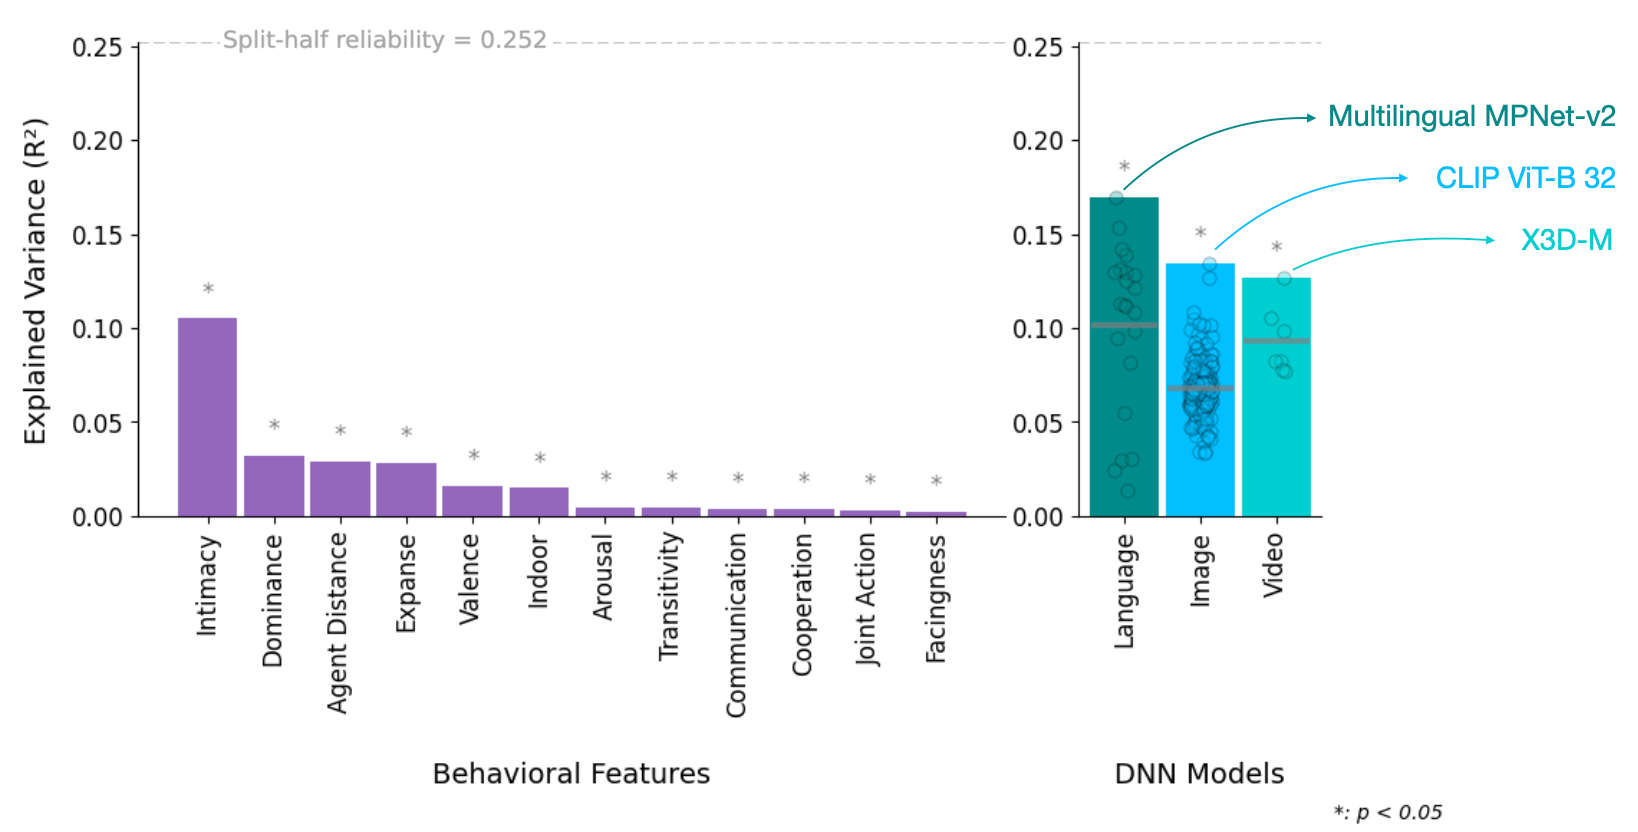 Split-half reliability = 0.252
Explained Variance (R²)
0.25
0.20
0.15
0.10
0.05
0.00
*
*
*
*
*
*
*
*
*
*
*
*
Intimacy
Dominance
Agent Distance
Expanse
Valence
Indoor
Arousal
Transitivity
Communication
Cooperation
Joint Action
Facingness
Behavioral Features
0.25
0.20
0.15
0.10
0.05
0.00
*
*
*
Multilingual MPNet-v2
CLIP ViT-B 32
X3D-M
Language
Image
Video
DNN Models
*: p < 0.05